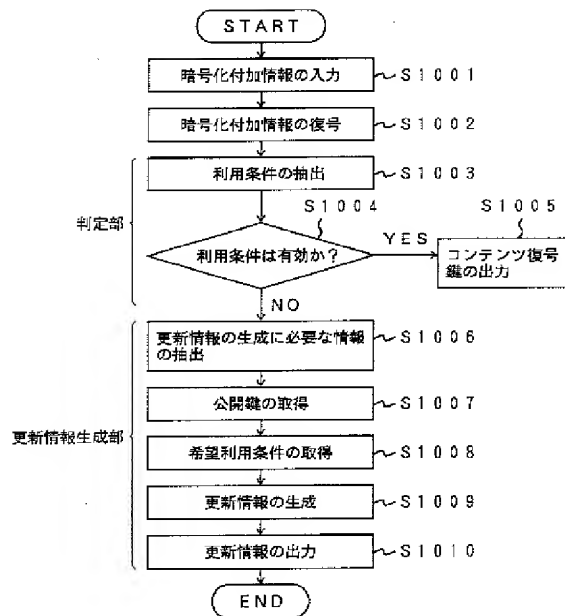 START
暗号化付加情報の入力
S1001
暗号化付加情報の復号
S1002
利用条件の抽出
S1003
判定部
S1004
利用条件は有効か?
YES
S1005
コンテンツ復号
鍵の出力
NO
更新情報の生成に必要な情報
の抽出
S1006
公開鍵の取得
S1007
更新情報生成部
希望利用条件の取得
S1008
更新情報の生成
S1009
更新情報の出力
S1010
END